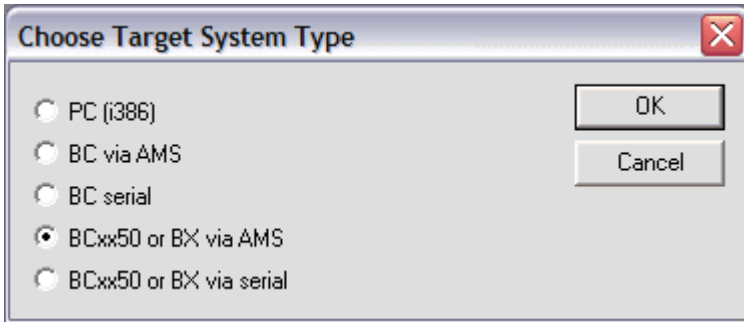 Choose Target System Type
PC (i386)
BC via AMS
BC serial
BCxx50 or BX via AMS
BCxx50 or BX via serial
OK
Cancel